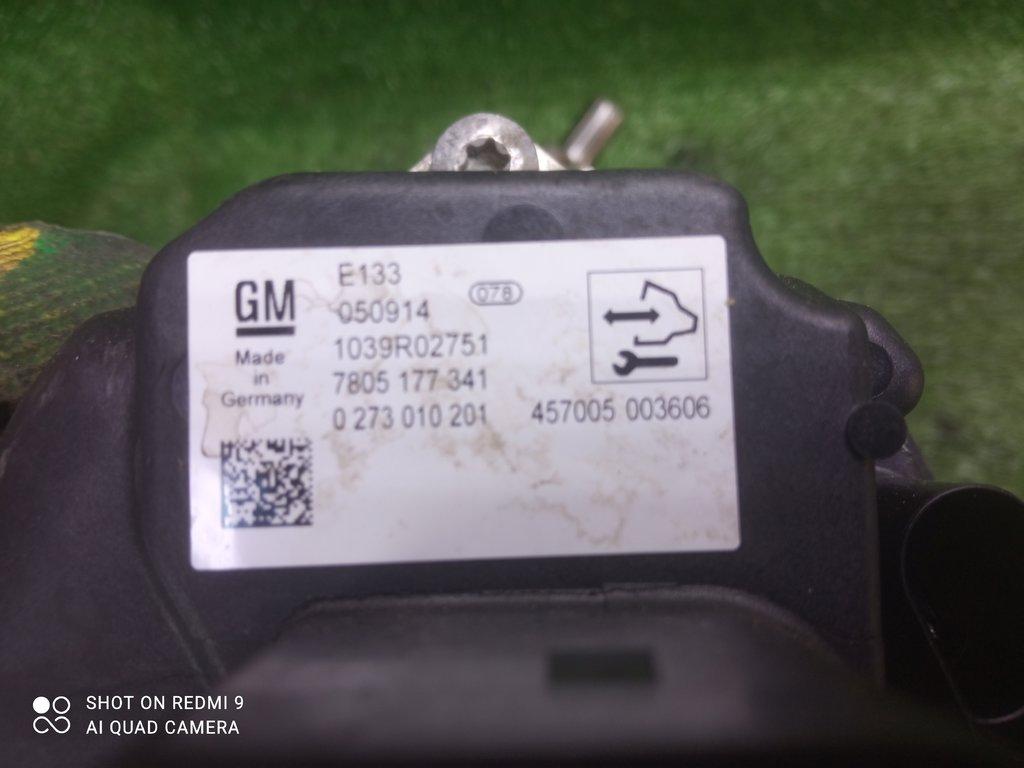 GM
Made
in
Germany
E133
078
050914
1039R02751
7805 177 341
0 273 010 201 457005 003606
SHOT ON REDMI 9
AI QUAD CAMERA